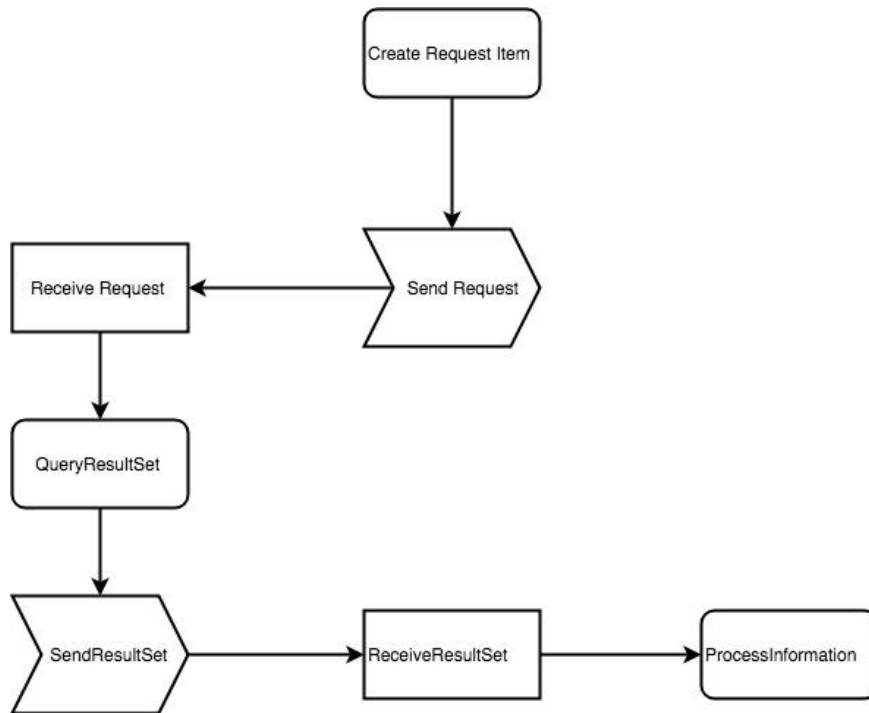 Create Request Item
Send Request
Receive Request
QueryResultSet
SendResultSet
ReceiveResultSet
ProcessInformation